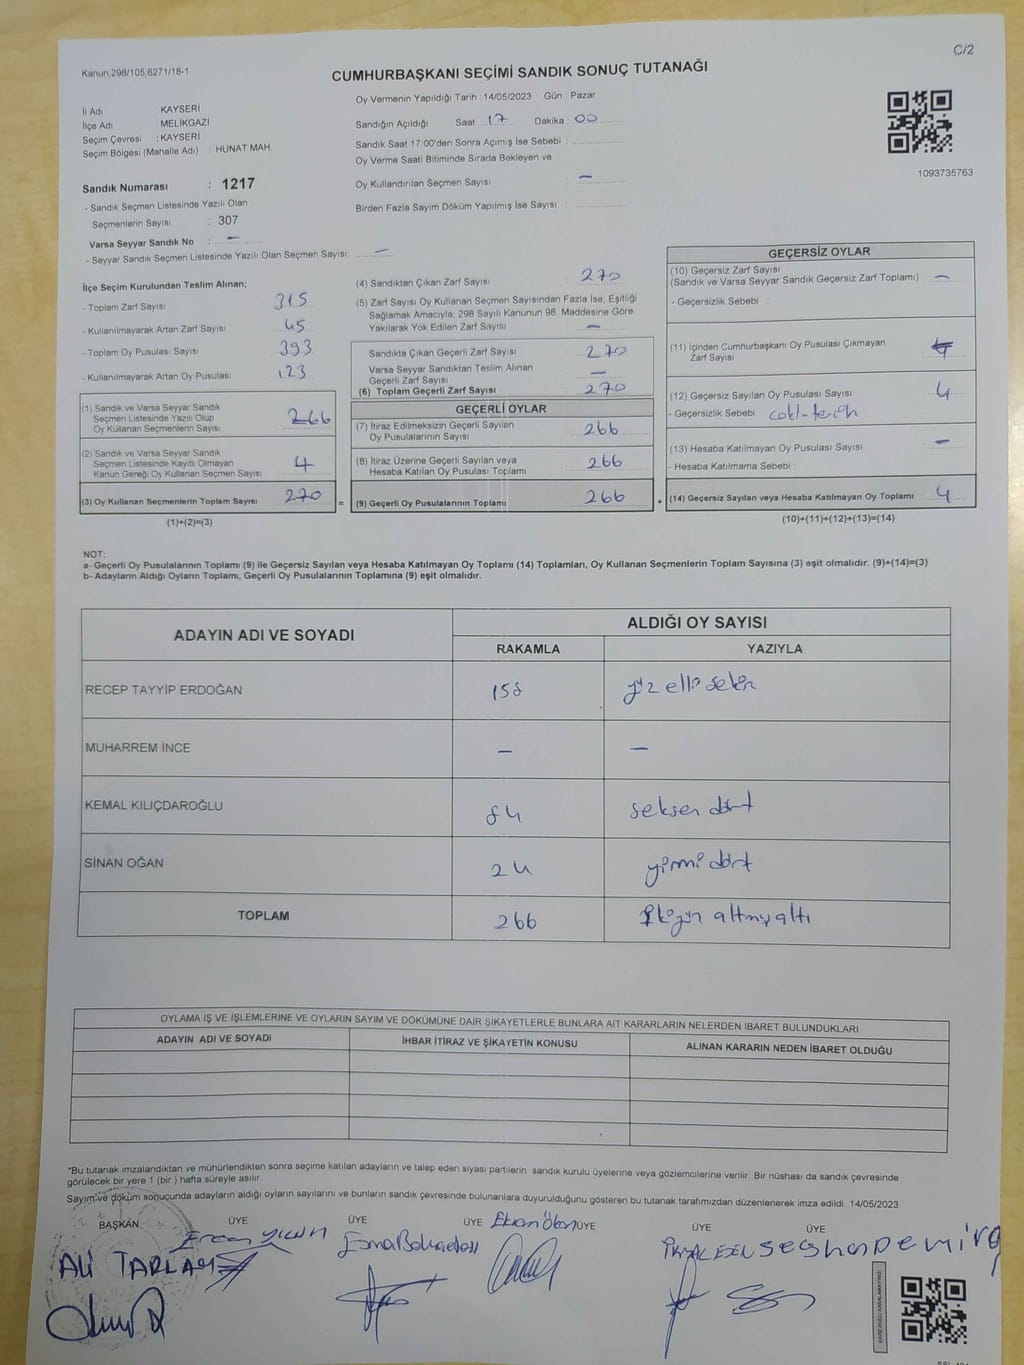 C/2
Kanun.298/105.6271/18-1
CUMHURBAŞKANI SEÇİMİ SANDIK SONUÇ TUTANAĞI
Oy Vermenin Yapıldığı Tarih : 14/05/2023 Gün : Pazar
İl Adı : KAYSERİ
İlçe Adı : MELİKGAZİ
Seçim Çevresi : KAYSERİ
Seçim Bölgesi (Mahalle Adı) : HUNAT MAH.
Sandığın Açıldığı Saat : 17 Dakika : 00
Sandık Saat 17:00'den Sonra Açımış İse Sebebi :
Oy Verme Saati Bitiminde Sırada Bekleyen ve
Oy Kullandırılan Seçmen Sayısı : —
Birden Fazla Sayım Döküm Yapılmış İse Sayısı :
1093735763
Sandık Numarası : 1217
- Sandık Seçmen Listesinde Yazılı Olan
Seçmenlerin Sayısı : 307
Varsa Seyyar Sandık No : —
- Seyyar Sandık Seçmen Listesinde Yazılı Olan Seçmen Sayısı: —
İlçe Seçim Kurulundan Teslim Alınan;
- Toplam Zarf Sayısı : 315
- Kullanılmayarak Artan Zarf Sayısı : 45
- Toplam Oy Pusulası Sayısı : 393
- Kullanılmayarak Artan Oy Pusulası : 123
(1) Sandık ve Varsa Seyyar Sandık
Seçmen Listesinde Yazılı Olup
Oy Kullanan Seçmenlerin Sayısı : 266
(2) Sandık ve Varsa Seyyar Sandık
Seçmen Listesinde Kayıtlı Olmayan
Kanun Gereği Oy Kullanan Seçmen Sayısı : 4
(3) Oy Kullanan Seçmenlerin Toplam Sayısı : 270 =
(1)+(2)=(3)
(4) Sandıktan Çıkan Zarf Sayısı : 270
(5) Zarf Sayısı Oy Kullanan Seçmen Sayısından Fazla İse, Eşitliği
Sağlamak Amacıyla; 298 Sayılı Kanunun 98. Maddesine Göre
Yakılarak Yok Edilen Zarf Sayısı : —
Sandıkta Çıkan Geçerli Zarf Sayısı : 270
Varsa Seyyar Sandıktan Teslim Alınan
Geçerli Zarf Sayısı : —
(6) Toplam Geçerli Zarf Sayısı : 270
GEÇERLİ OYLAR
(7) İtiraz Edilmeksizin Geçerli Sayılan
Oy Pusulalarının Sayısı : 266
(8) İtiraz Üzerine Geçerli Sayılan veya
Hesaba Katılan Oy Pusulası Toplamı : 266
(9) Geçerli Oy Pusulalarının Toplamı : 266 +
GEÇERSİZ OYLAR
(10) Geçersiz Zarf Sayısı
(Sandık ve Varsa Seyyar Sandık Geçersiz Zarf Toplamı) : —
- Geçersizlik Sebebi :
(11) İçinden Cumhurbaşkanı Oy Pusulası Çıkmayan
Zarf Sayısı :
(12) Geçersiz Sayılan Oy Pusulası Sayısı : 4
- Geçersizlik Sebebi :
(13) Hesaba Katılmayan Oy Pusulası Sayısı : —
- Hesaba Katılmama Sebebi :
(14) Geçersiz Sayılan veya Hesaba Katılmayan Oy Toplamı : 4
(10)+(11)+(12)+(13)=(14)
NOT:
a- Geçerli Oy Pusulalarının Toplamı (9) ile Geçersiz Sayılan veya Hesaba Katılmayan Oy Toplamı (14) Toplamları, Oy Kullanan Seçmenlerin Toplam Sayısına (3) eşit olmalıdır. (9)+(14)=(3)
b- Adayların Aldığı Oyların Toplamı, Geçerli Oy Pusulalarının Toplamına (9) eşit olmalıdır.
ADAYIN ADI VE SOYADI
ALDIĞI OY SAYISI
RAKAMLA YAZIYLA
RECEP TAYYİP ERDOĞAN 158 yüz elli sekiz
MUHARREM İNCE — —
KEMAL KILIÇDAROĞLU 84 seksen dört
SİNAN OĞAN 24 yirmi dört
TOPLAM 266 ikiyüz altmış altı
OYLAMA İŞ VE İŞLEMLERİNE VE OYLARIN SAYIM VE DÖKÜMÜNE DAİR ŞİKAYETLERLE BUNLARA AİT KARARLARIN NELERDEN İBARET BULUNDUKLARI
ADAYIN ADI VE SOYADI İHBAR İTİRAZ VE ŞİKAYETİN KONUSU ALINAN KARARIN NEDEN İBARET OLDUĞU
*Bu tutanak imzalandıktan ve mühürlendikten sonra seçime katılan adayların ve talep eden siyasi partilerin sandık kurulu üyelerine veya gözlemcilerine verilir. Bir nüshası da sandık çevresinde
görülecek bir yere 1 (bir ) hafta süreyle asılır.
Sayım ve döküm sonuçunda adayların aldığı oyların sayılarını ve bunların sandık çevresinde bulunanlara duyurulduğunu gösteren bu tutanak tarafımızdan düzenlenerek imza edildi. 14/05/2023
BAŞKAN ÜYE ÜYE ÜYE ÜYE ÜYE ÜYE
ALİ